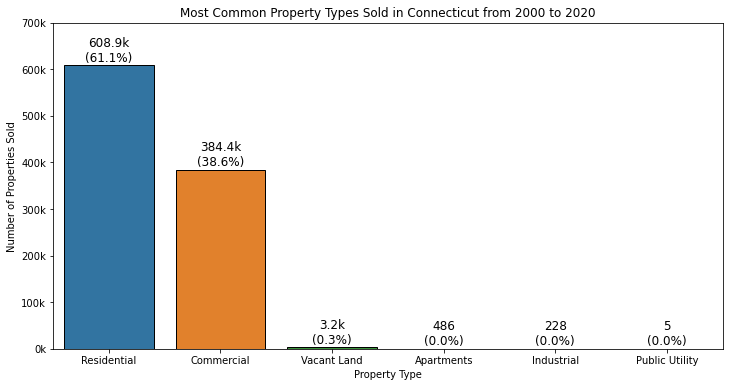 Most Common Property Types Sold in Connecticut from 2000 to 2020
Number of Properties Sold
700k
600k
500k
400k
300k
200k
100k
0k
608.9k
(61.1%)
384.4k
(38.6%)
3.2k
(0.3%)
486
(0.0%)
228
(0.0%)
5
(0.0%)
Residential
Commercial
Vacant Land
Apartments
Industrial
Public Utility
Property Type